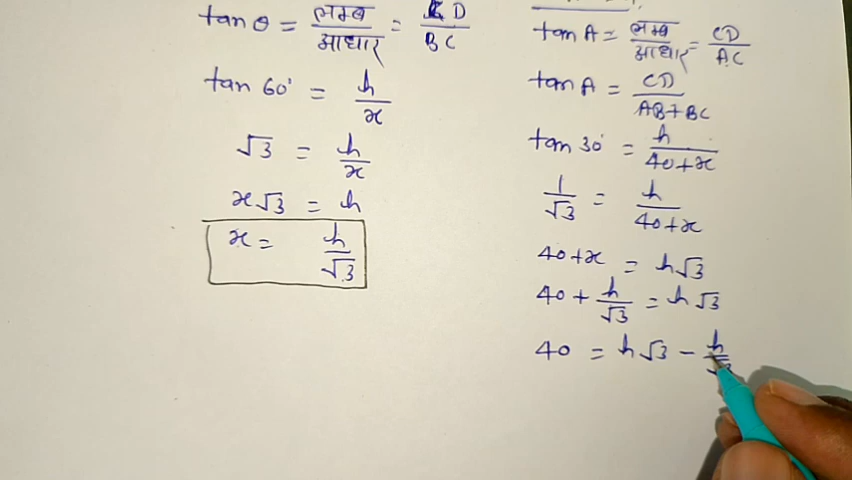 tan θ = लम्ब/आधार = CD/BC
tan 60° = h/x
√3 = h/x
x√3 = h
x = h/√3
tan A = लम्ब/आधार = CD/AC
tan A = CD/AB+BC
tan 30° = h/40+x
1/√3 = h/40+x
40+x = h√3
40 + h/√3 = h√3
40 = h√3 − h/√3